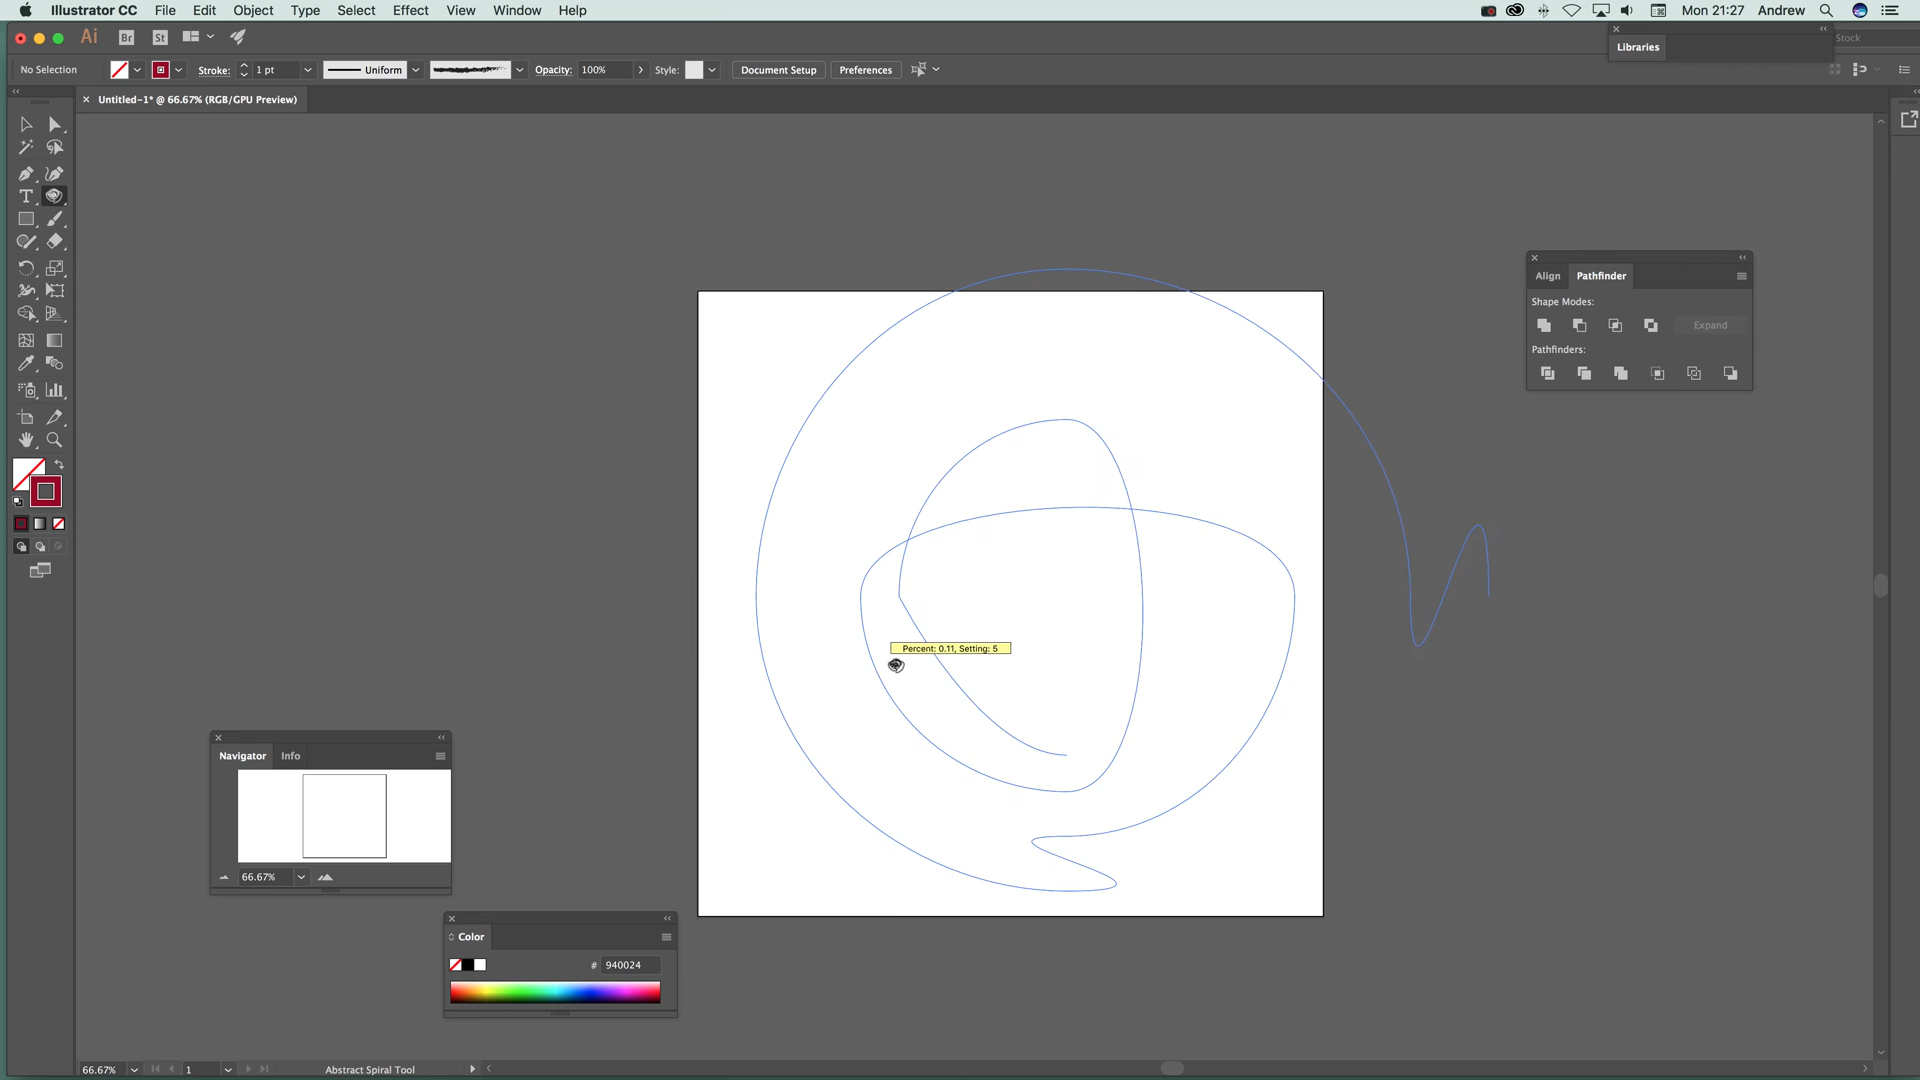 Illustrator CC File Edit Object Type Select Effect View Window Help Mon 21:27 Andrew
Ai Br St Stock
Libraries
No Selection Stroke: 1 pt Uniform Opacity: 100% Style: Document Setup Preferences
Untitled-1* @ 66.67% (RGB/GPU Preview)
Align Pathfinder
Shape Modes:
Expand
Pathfinders:
Percent: 0.11, Setting: 5
Navigator Info
66.67%
Color
# 940024
66.67% 1 Abstract Spiral Tool